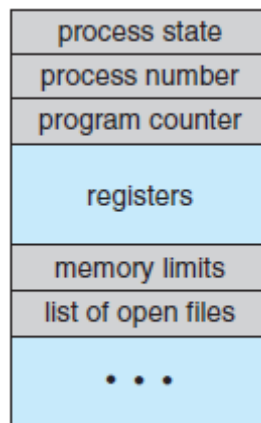 process state
process number
program counter
registers
memory limits
list of open files
• • •